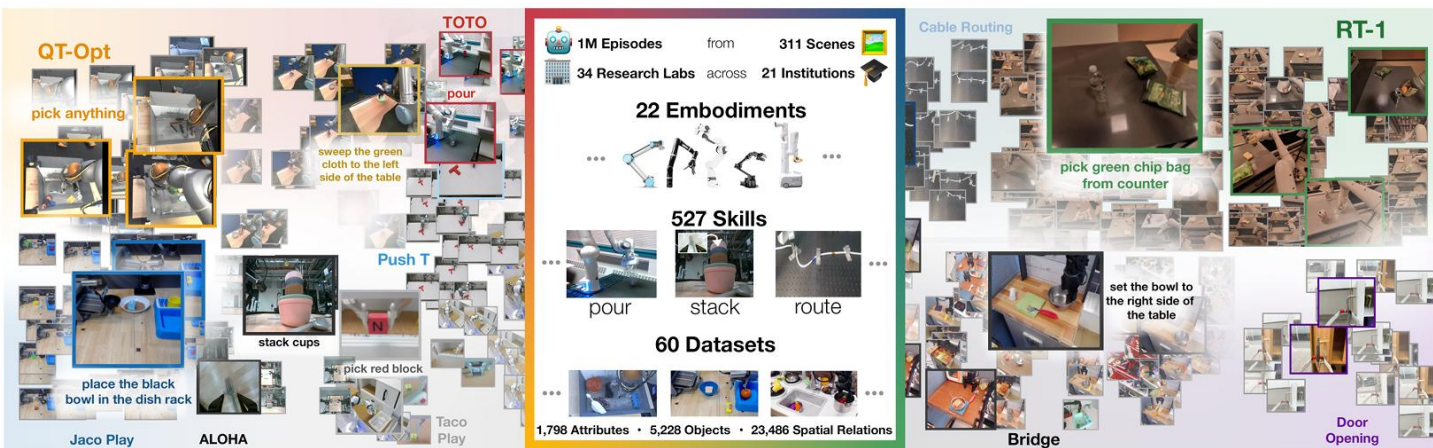 QT-Opt
pick anything
TOTO
pour
sweep the green
cloth to the left
side of the table
Push T
place the black
bowl in the dish rack
Jaco Play
stack cups
ALOHA
N
pick red block
Taco
Play
1M Episodes from 311 Scenes
34 Research Labs across 21 Institutions
22 Embodiments
527 Skills
pour stack route
60 Datasets
1,798 Attributes • 5,228 Objects • 23,486 Spatial Relations
Cable Routing
RT-1
pick green chip bag
from counter
set the bowl to
the right side of
the table
Bridge
Door
Opening